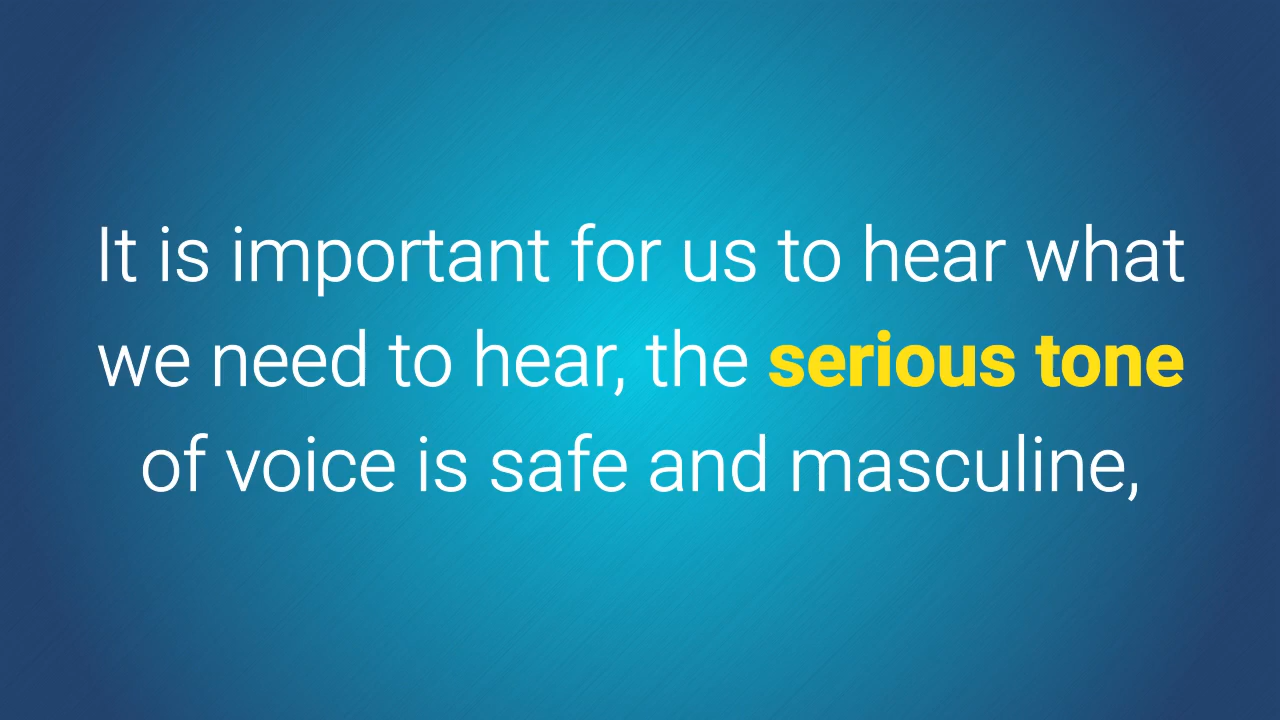 It is important for us to hear what
we need to hear, the serious tone
of voice is safe and masculine,